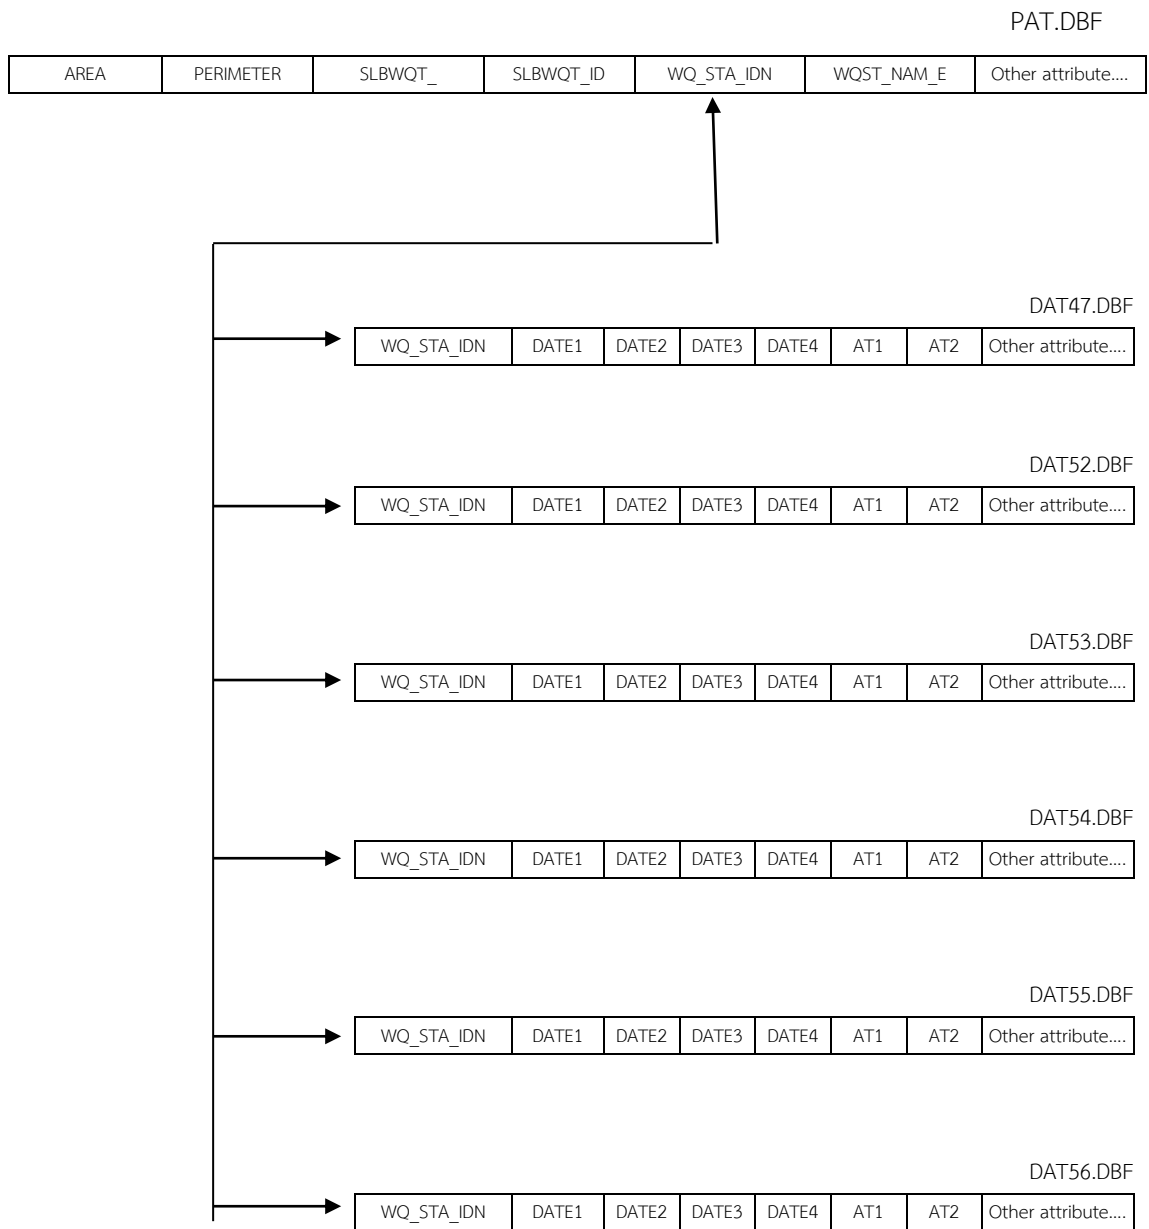 PAT.DBF
AREA PERIMETER SLBWQT_ SLBWQT_ID WQ_STA_IDN WQST_NAM_E Other attribute....
DAT47.DBF
WQ_STA_IDN DATE1 DATE2 DATE3 DATE4 AT1 AT2 Other attribute....
DAT52.DBF
WQ_STA_IDN DATE1 DATE2 DATE3 DATE4 AT1 AT2 Other attribute....
DAT53.DBF
WQ_STA_IDN DATE1 DATE2 DATE3 DATE4 AT1 AT2 Other attribute....
DAT54.DBF
WQ_STA_IDN DATE1 DATE2 DATE3 DATE4 AT1 AT2 Other attribute....
DAT55.DBF
WQ_STA_IDN DATE1 DATE2 DATE3 DATE4 AT1 AT2 Other attribute....
DAT56.DBF
WQ_STA_IDN DATE1 DATE2 DATE3 DATE4 AT1 AT2 Other attribute....